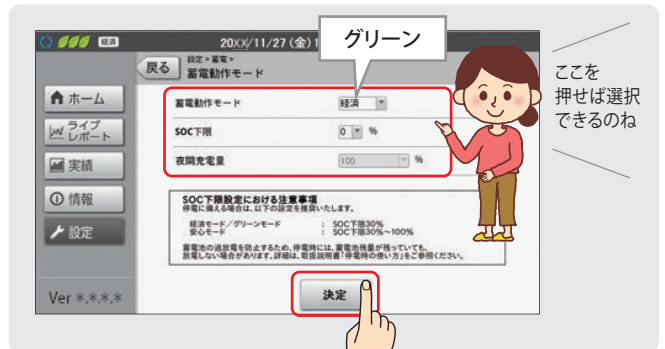 グリーン
経済
20XX/11/27 (金) 1
戻る
設定 > 蓄電 >
蓄電動作モード
ここを
押せば選択
できるのね
ホーム
ライブ
レポート
実績
情報
設定
Ver *.*.*.*
蓄電動作モード 経済
SOC下限 0 %
夜間充電量 100 %
SOC下限設定における注意事項
停電に備える場合は、以下の設定を推奨いたします。
経済モード/グリーンモード : SOC下限30%
安心モード : SOC下限30%~100%
蓄電池の過放電を防止するため、停電時には、蓄電池残量が残っていても、
放電しない場合があります。詳細は、取扱説明書「停電時の使い方」をご参照ください。
決定